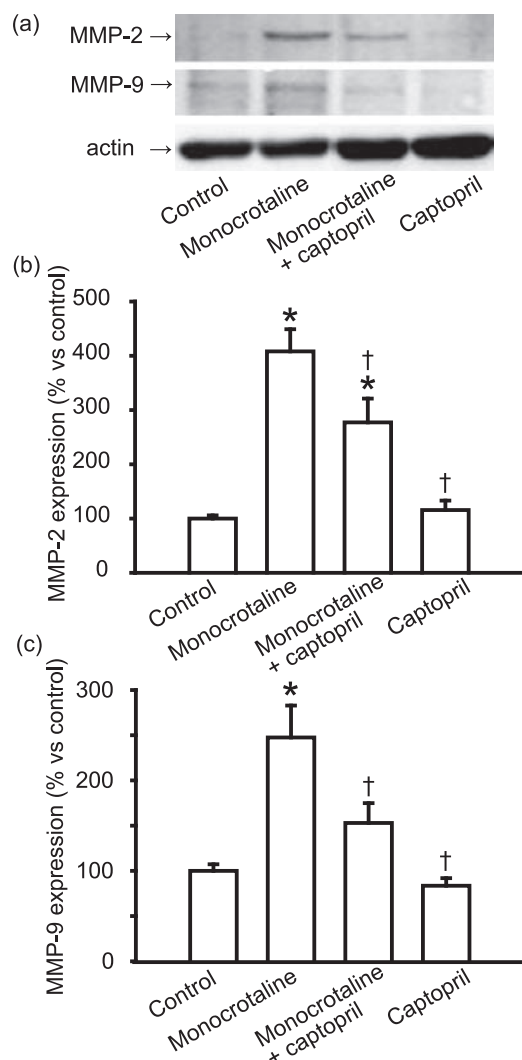 (a)
MMP-2 →
MMP-9 →
actin →
Control
Monocrotaline
Monocrotaline
+ captopril
Captopril
(b)
MMP-2 expression (% vs control)
500
400
300
200
100
0
*
†
*
†
Control
Monocrotaline
Monocrotaline
+ captopril
Captopril
(c)
MMP-9 expression (% vs control)
300
200
100
0
*
†
†
Control
Monocrotaline
Monocrotaline
+ captopril
Captopril